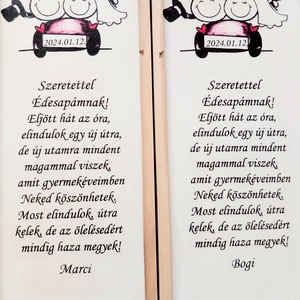 2024.01.12.
Szeretettel
Édesapámnak!
Eljött hát az óra,
elindulok egy új útra,
de új utamra mindent
magammal viszek,
amit gyermekéveimben
Neked köszönhetek.
Most elindulok, útra
kelek, de az ölelésedért
mindig haza megyek!
Marci
2024.01.12.
Szeretettel
Édesapámnak!
Eljött hát az óra,
elindulok egy új útra,
de új utamra mindent
magammal viszek,
amit gyermekéveimben
Neked köszönhetek.
Most elindulok, útra
kelek, de az ölelésedért
mindig haza megyek!
Bogi